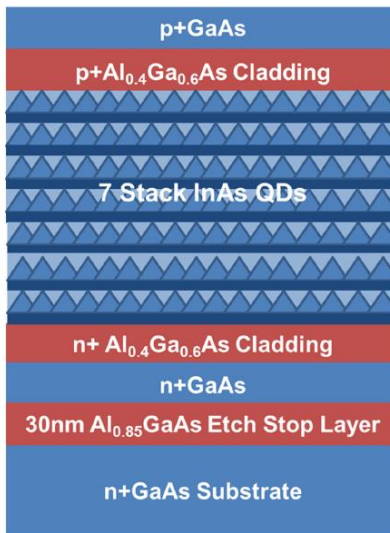 p+GaAs
p+Al₀.₄Ga₀.₆As Cladding
7 Stack InAs QDs
n+ Al₀.₄Ga₀.₆As Cladding
n+GaAs
30nm Al₀.₈₅GaAs Etch Stop Layer
n+GaAs Substrate